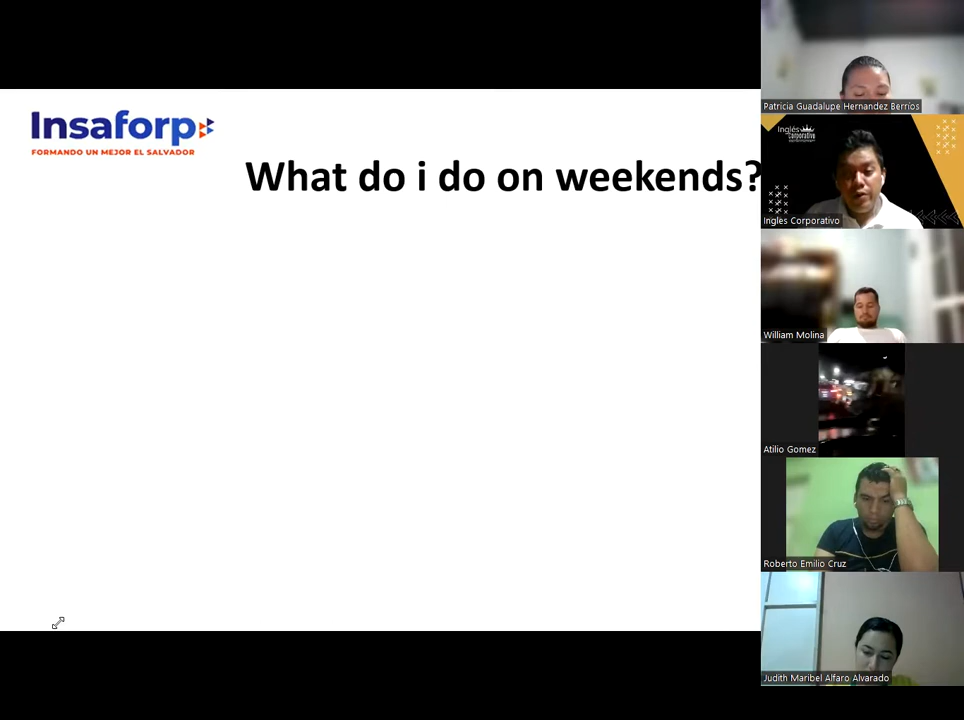 Insaforp
FORMANDO UN MEJOR EL SALVADOR
What do i do on weekends?
Patricia Guadalupe Hernandez Berríos
Inglés
Corporativo
Ingles Corporativo
William Molina
Atilio Gomez
Roberto Emilio Cruz
Judith Maribel Alfaro Alvarado